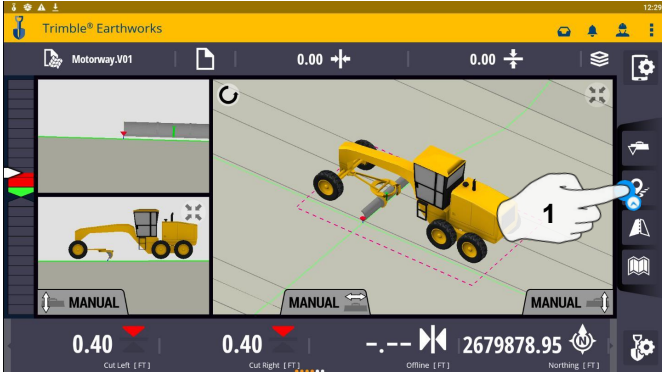 12:29
Trimble® Earthworks
Motorway.V01
0.00
0.00
1
MANUAL
MANUAL
MANUAL
0.40
0.40
-.--
2679878.95
N
Cut Left [FT]
Cut Right [FT]
Offline [FT]
Northing [FT]